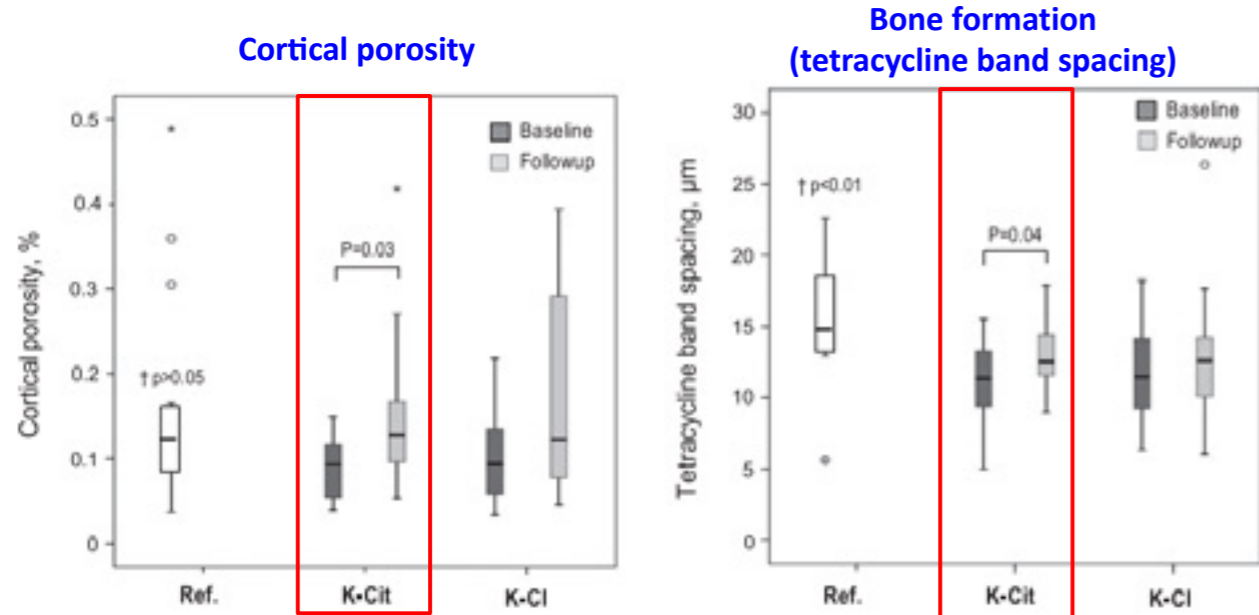 Cortical porosity
Cortical porosity, %
0.5
0.4
0.3
0.2
0.1
0
Baseline
Followup
*
*
P=0.03
† p>0.05
Ref.
K-Cit
K-Cl
Bone formation
(tetracycline band spacing)
Tetracycline band spacing, µm
30
25
20
15
10
5
0
Baseline
Followup
† p<0.01
P=0.04
Ref.
K-Cit
K-Cl